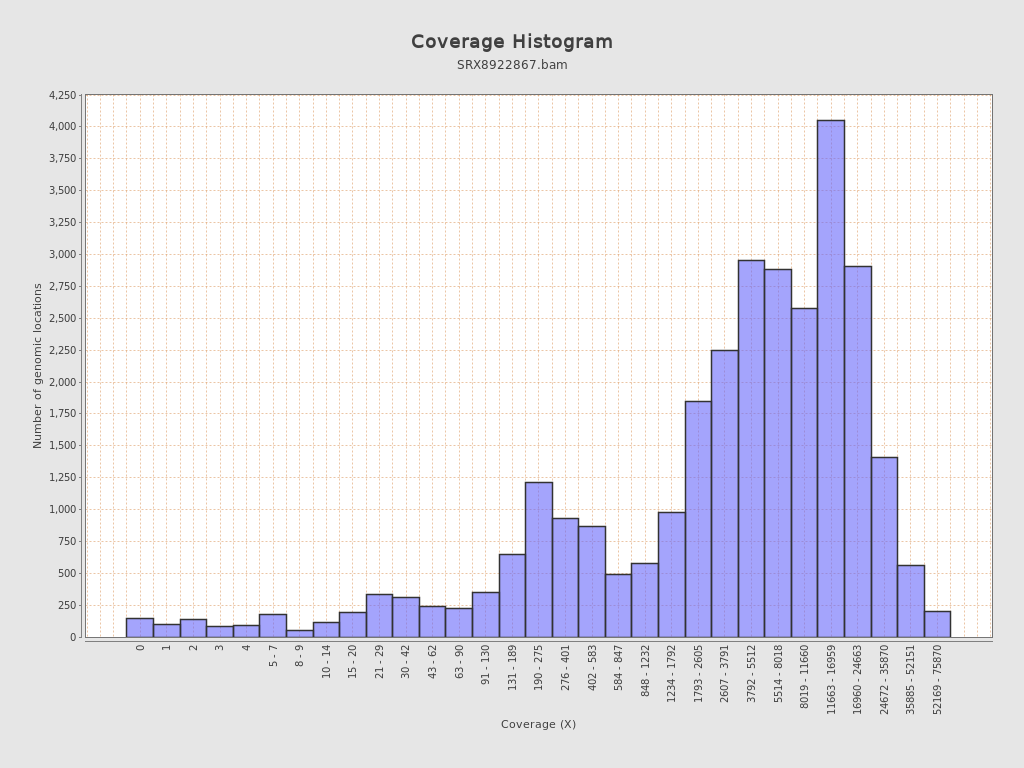 Coverage Histogram
SRX8922867.bam
4,250
4,000
3,750
3,500
3,250
3,000
2,750
2,500
2,250
2,000
1,750
1,500
1,250
1,000
750
500
250
0
Number of genomic locations
0
1
2
3
4
5 - 7
8 - 9
10 - 14
15 - 20
21 - 29
30 - 42
43 - 62
63 - 90
91 - 130
131 - 189
190 - 275
276 - 401
402 - 583
584 - 847
848 - 1232
1234 - 1792
1793 - 2605
2607 - 3791
3792 - 5512
5514 - 8018
8019 - 11660
11663 - 16959
16960 - 24663
24672 - 35870
35885 - 52151
52169 - 75870
Coverage (X)